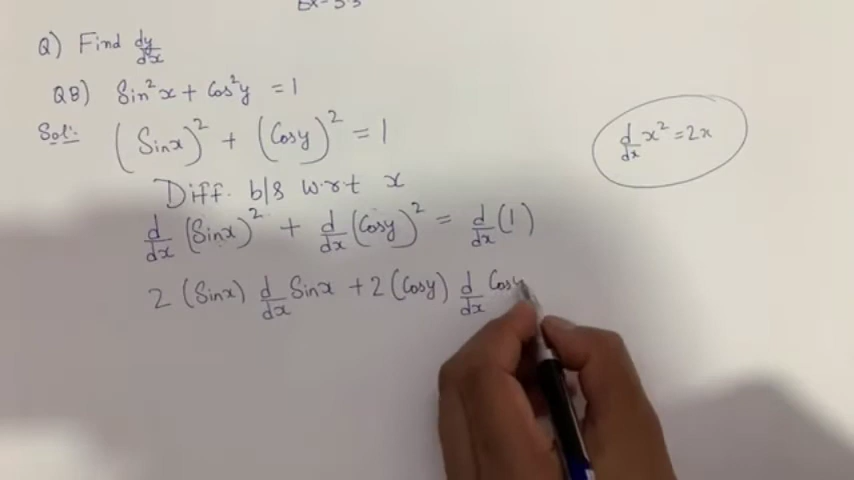 Q) Find dy/dx
Q8) Sin²x + Cos²y = 1
Sol:- (Sinx)² + (Cosy)² = 1
d/dx x² = 2x
Diff. b/s w.r.t x
d/dx (Sinx)² + d/dx (Cosy)² = d/dx (1)
2 (Sinx) d/dx Sinx + 2 (Cosy) d/dx Cosy